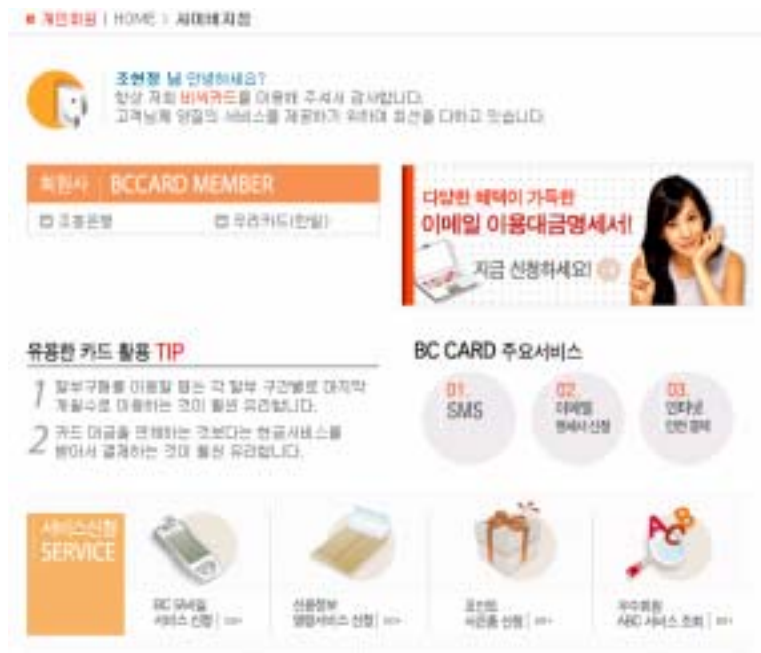 개인회원 | HOME > 사이버지점
조현정 님 안녕하세요?
항상 저희 비씨카드를 이용해 주셔서 감사합니다.
고객님께 양질의 서비스를 제공하기 위하여 최선을 다하고 있습니다.
회원사 BCCARD MEMBER
조흥은행 우리카드(한일)
다양한 혜택이 가득한
이메일 이용대금명세서!
지금 신청하세요!
유용한 카드 활용 TIP
1 할부구매를 이용할 때는 각 할부 구간별로 마지막
개월수로 이용하는 것이 훨씬 유리합니다.
2 카드 대금을 연체하는 것보다는 현금서비스를
받아서 결제하는 것이 훨씬 유리합니다.
BC CARD 주요서비스
01.
SMS
02.
이메일
명세서 신청
03.
인터넷
안전 결제
서비스신청
SERVICE
BC 모바일
서비스 신청
신용정보
알림서비스 신청
포인트
사은품 신청
우수회원
ABC 서비스 조회